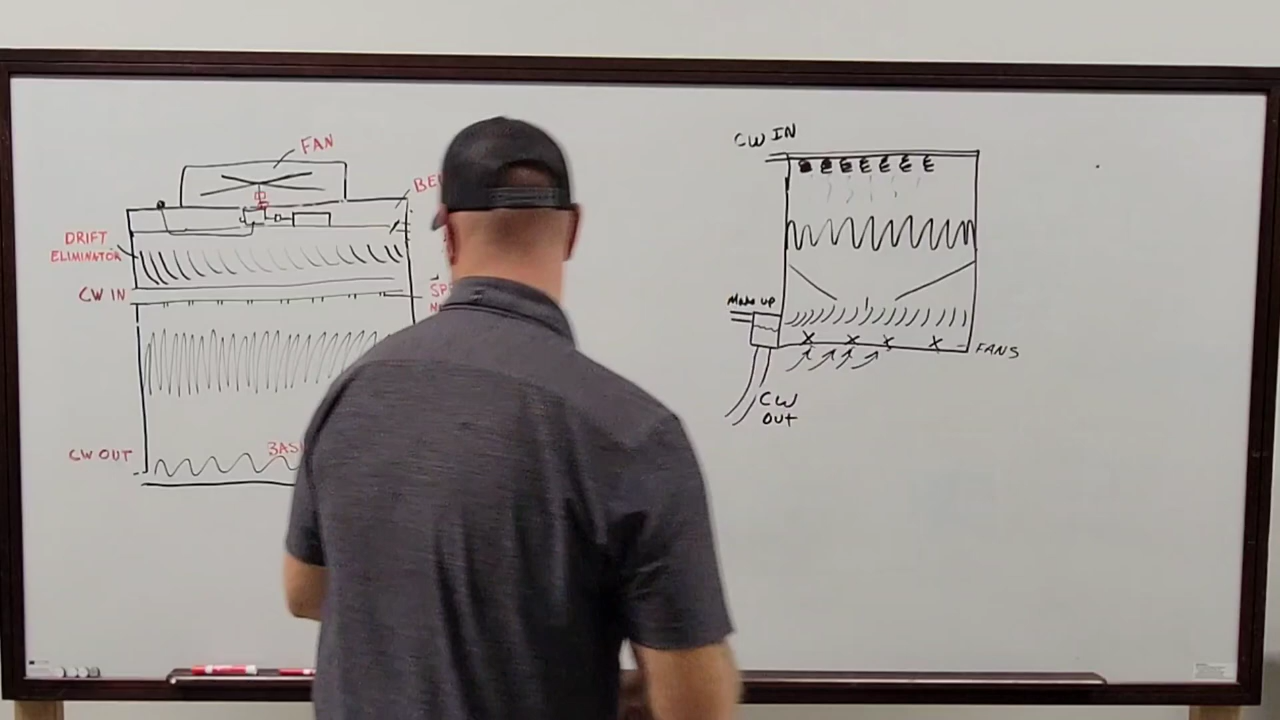 FAN
DRIFT
ELIMINATOR
CW IN
CW OUT
CW IN
Make up
FANS
CW
OUT